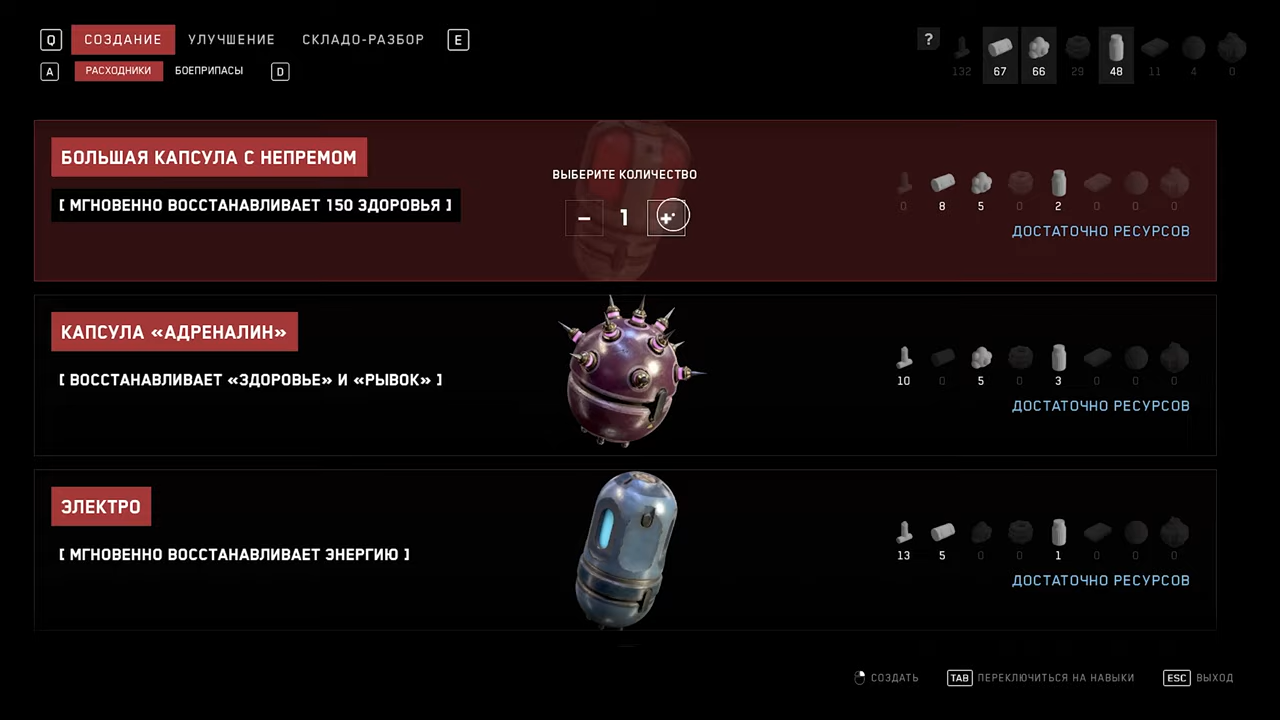 Q СОЗДАНИЕ УЛУЧШЕНИЕ СКЛАДО-РАЗБОР E
A РАСХОДНИКИ БОЕПРИПАСЫ D
?
132 67 66 29 48 11 4 0
БОЛЬШАЯ КАПСУЛА С НЕПРЕМОМ
[ МГНОВЕННО ВОССТАНАВЛИВАЕТ 150 ЗДОРОВЬЯ ]
ВЫБЕРИТЕ КОЛИЧЕСТВО
− 1 +
0 8 5 0 2 0 0 0
ДОСТАТОЧНО РЕСУРСОВ
КАПСУЛА «АДРЕНАЛИН»
[ ВОССТАНАВЛИВАЕТ «ЗДОРОВЬЕ» И «РЫВОК» ]
10 0 5 0 3 0 0 0
ДОСТАТОЧНО РЕСУРСОВ
ЭЛЕКТРО
[ МГНОВЕННО ВОССТАНАВЛИВАЕТ ЭНЕРГИЮ ]
13 5 0 0 1 0 0 0
ДОСТАТОЧНО РЕСУРСОВ
СОЗДАТЬ TAB ПЕРЕКЛЮЧИТЬСЯ НА НАВЫКИ ESC ВЫХОД